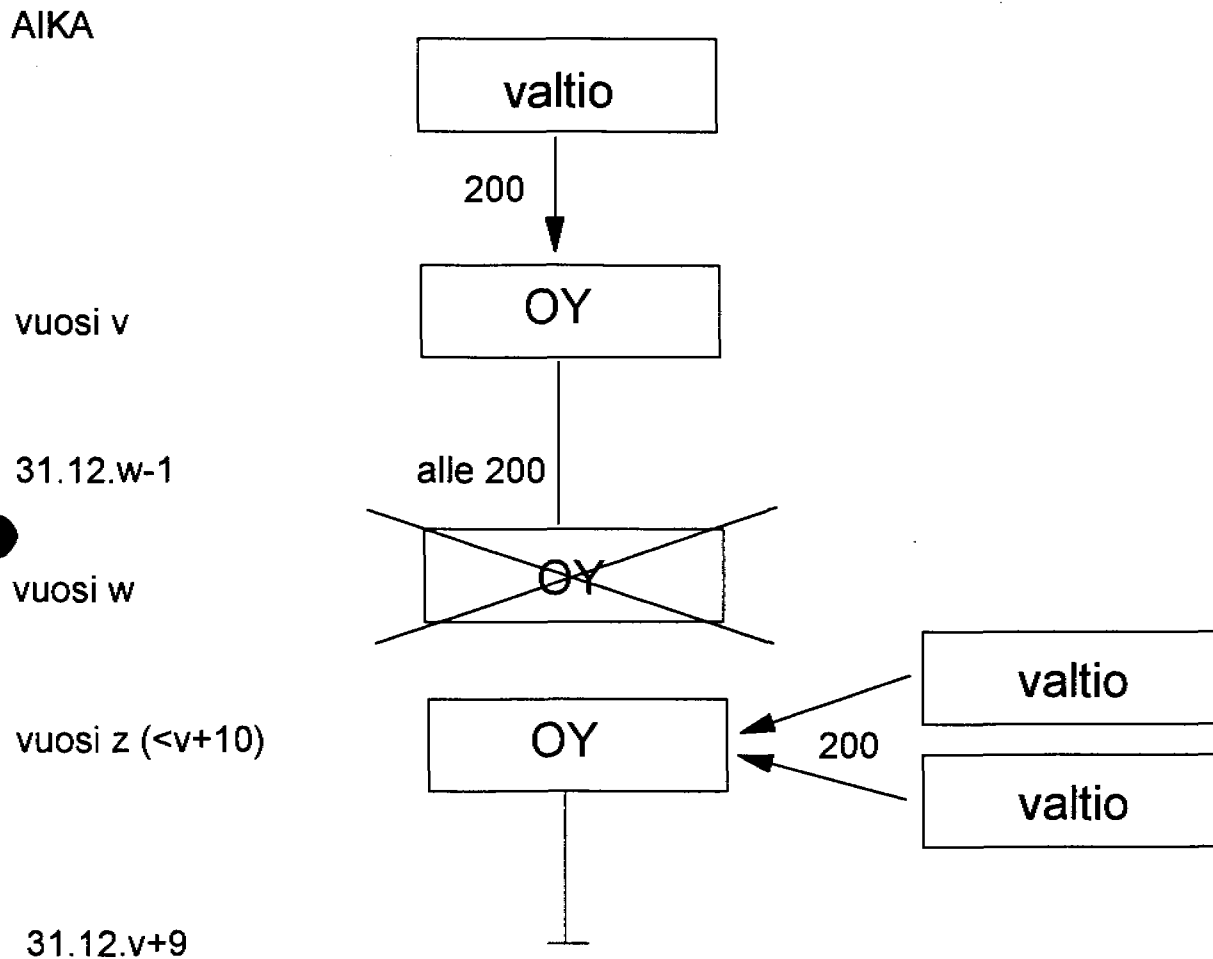 AIKA
valtio
200
OY
vuosi v
31.12.w-1
alle 200
OY
vuosi w
valtio
vuosi z (<v+10)
OY
200
valtio
31.12.v+9